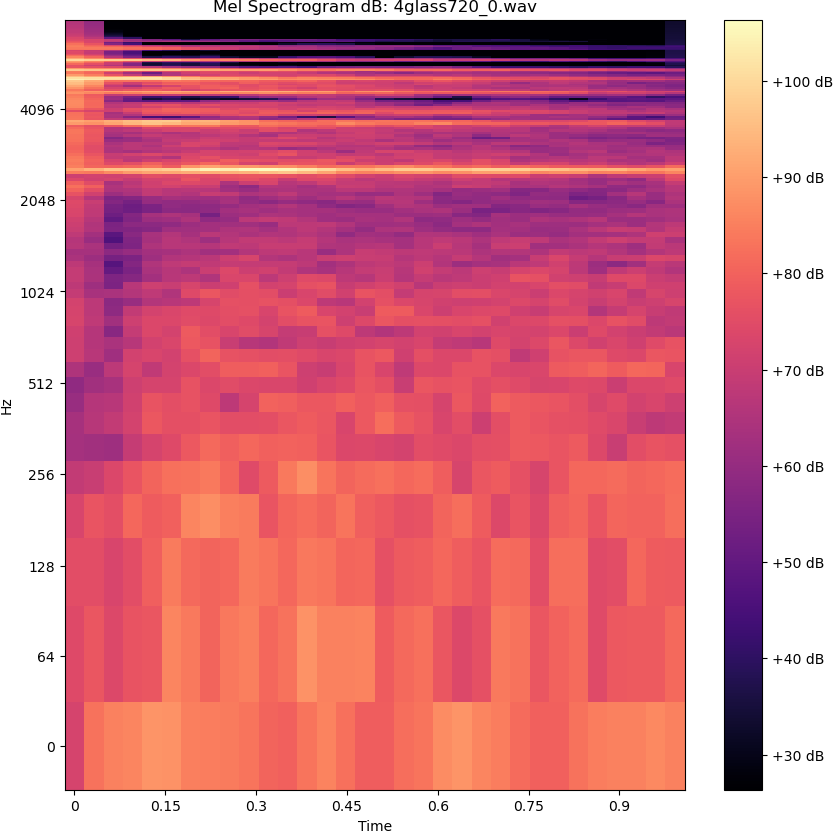 Mel Spectrogram dB: 4glass720_0.wav
4096
2048
1024
512
256
128
64
0
Hz
0 0.15 0.3 0.45 0.6 0.75 0.9
Time
+100 dB
+90 dB
+80 dB
+70 dB
+60 dB
+50 dB
+40 dB
+30 dB